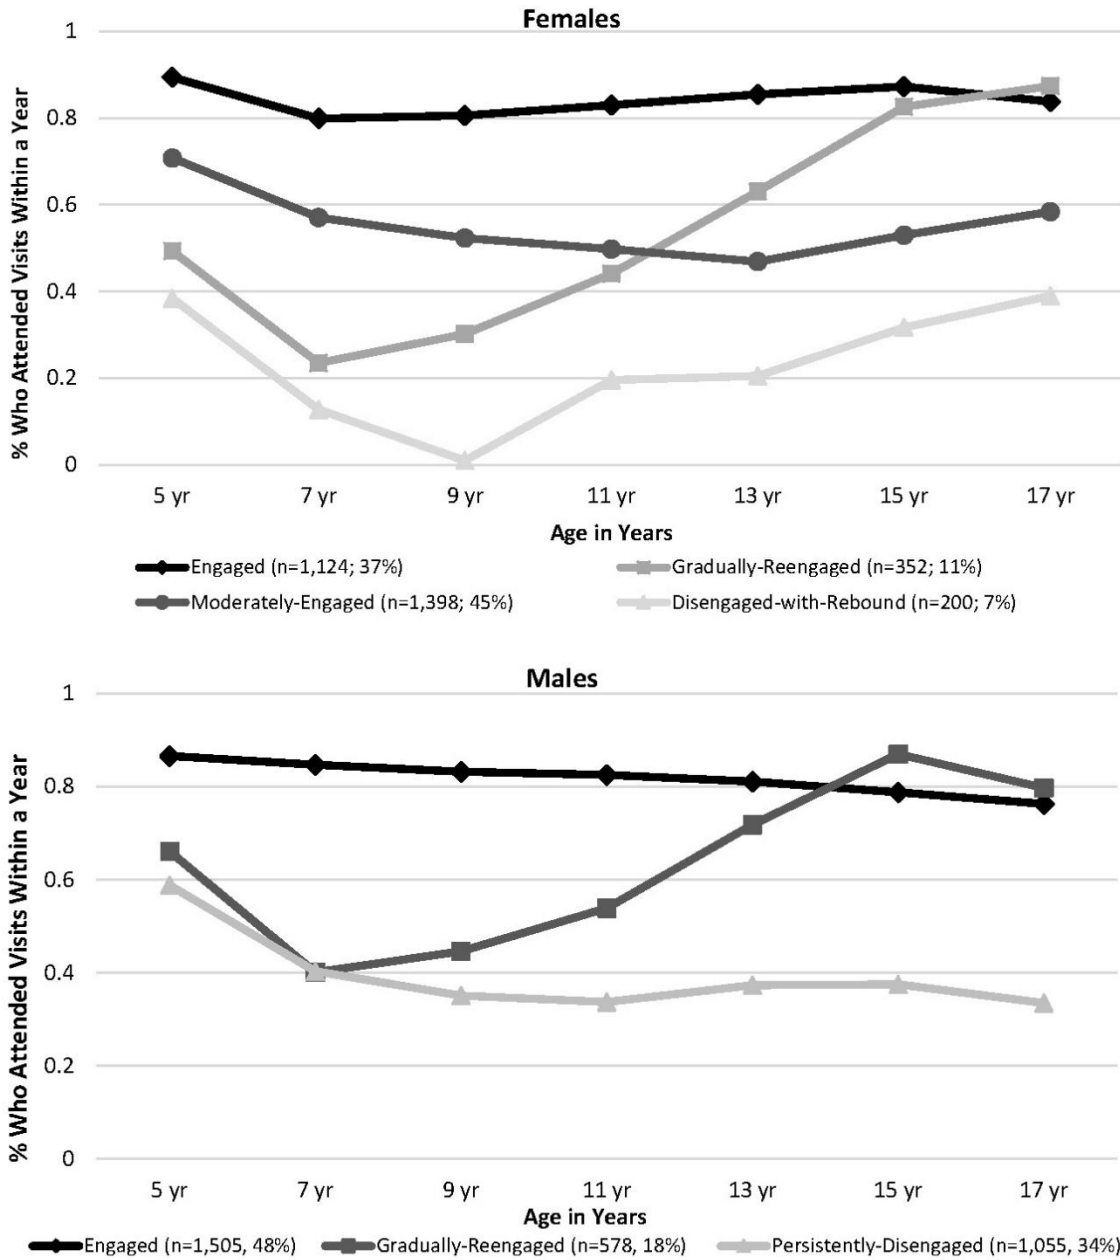 Females
% Who Attended Visits Within a Year
1
0.8
0.6
0.4
0.2
0
5 yr 7 yr 9 yr 11 yr 13 yr 15 yr 17 yr
Age in Years
Engaged (n=1,124; 37%) Gradually-Reengaged (n=352; 11%)
Moderately-Engaged (n=1,398; 45%) Disengaged-with-Rebound (n=200; 7%)
Males
% Who Attended Visits Within a Year
1
0.8
0.6
0.4
0.2
0
5 yr 7 yr 9 yr 11 yr 13 yr 15 yr 17 yr
Age in Years
Engaged (n=1,505, 48%) Gradually-Reengaged (n=578, 18%) Persistently-Disengaged (n=1,055, 34%)